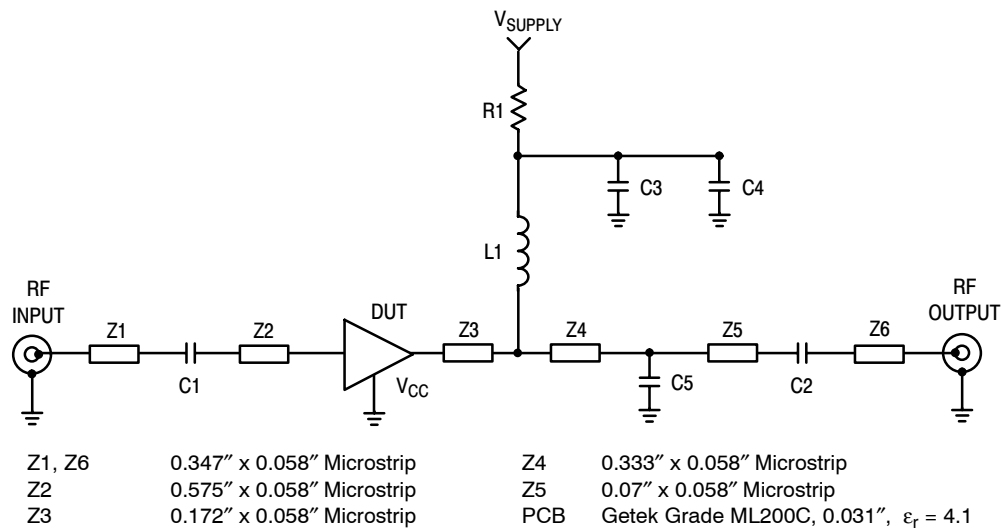 V_SUPPLY
R1
C3
C4
L1
RF
INPUT
RF
OUTPUT
DUT
Z1
Z2
Z3
Z4
Z5
Z6
C1
V_CC
C5
C2
Z1, Z6 0.347″ x 0.058″ Microstrip Z4 0.333″ x 0.058″ Microstrip
Z2 0.575″ x 0.058″ Microstrip Z5 0.07″ x 0.058″ Microstrip
Z3 0.172″ x 0.058″ Microstrip PCB Getek Grade ML200C, 0.031″, εr = 4.1